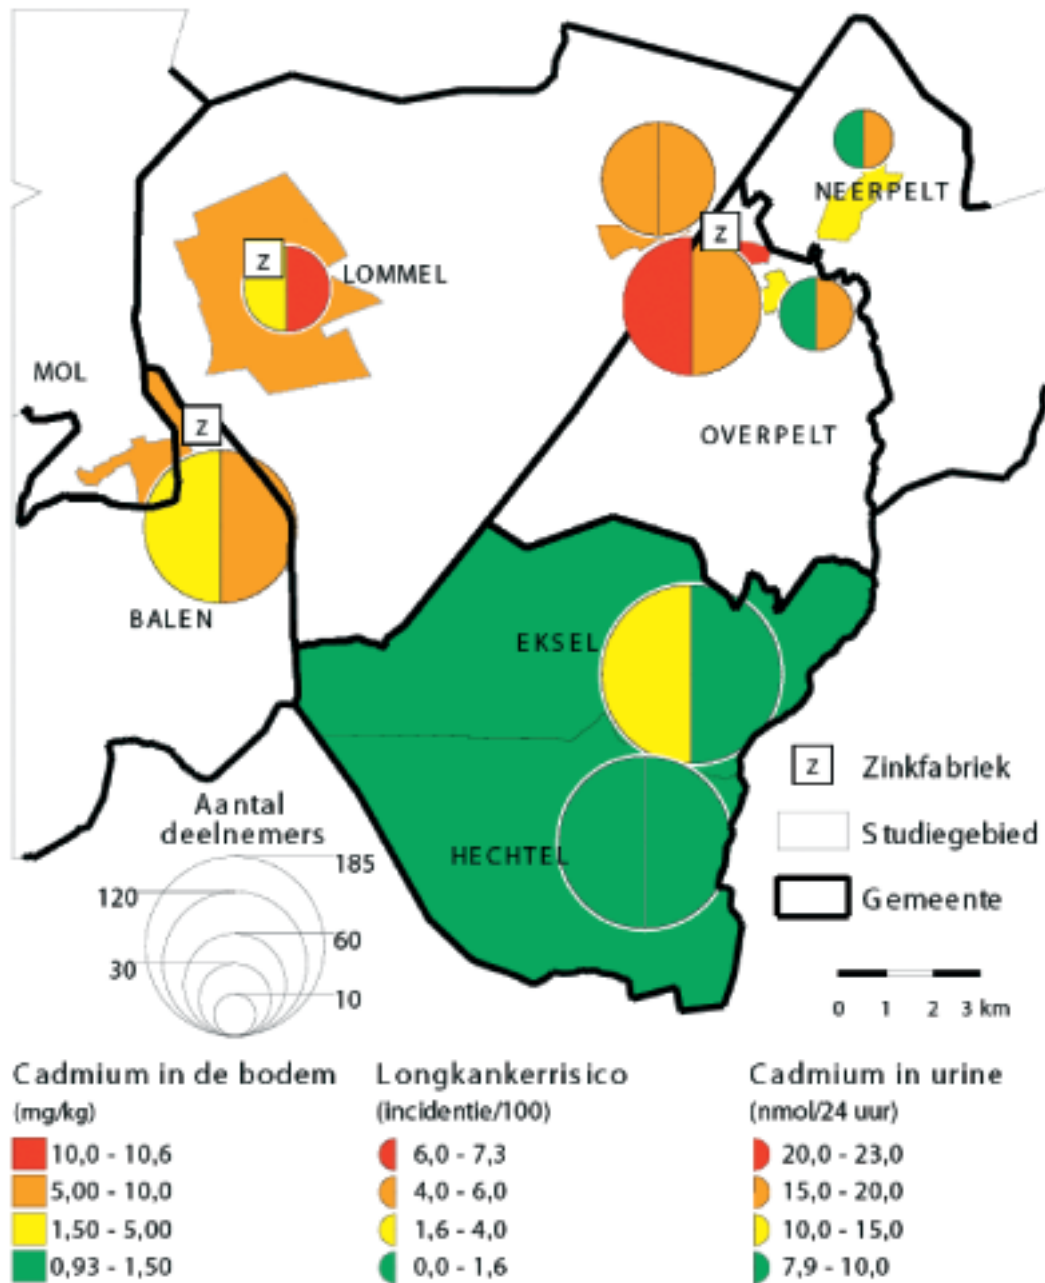 NEERPELT
Z
Z
LOMMEL
MOL
Z
OVERPELT
BALEN
EKSEL
HECHTEL
Z Zinkfabriek
Studiegebied
Gemeente
0 1 2 3 km
Aantal
deelnemers
185
120
60
30
10
Cadmium in de bodem
(mg/kg)
10,0 - 10,6
5,00 - 10,0
1,50 - 5,00
0,93 - 1,50
Longkankerrisico
(incidentie/100)
6,0 - 7,3
4,0 - 6,0
1,6 - 4,0
0,0 - 1,6
Cadmium in urine
(nmol/24 uur)
20,0 - 23,0
15,0 - 20,0
10,0 - 15,0
7,9 - 10,0